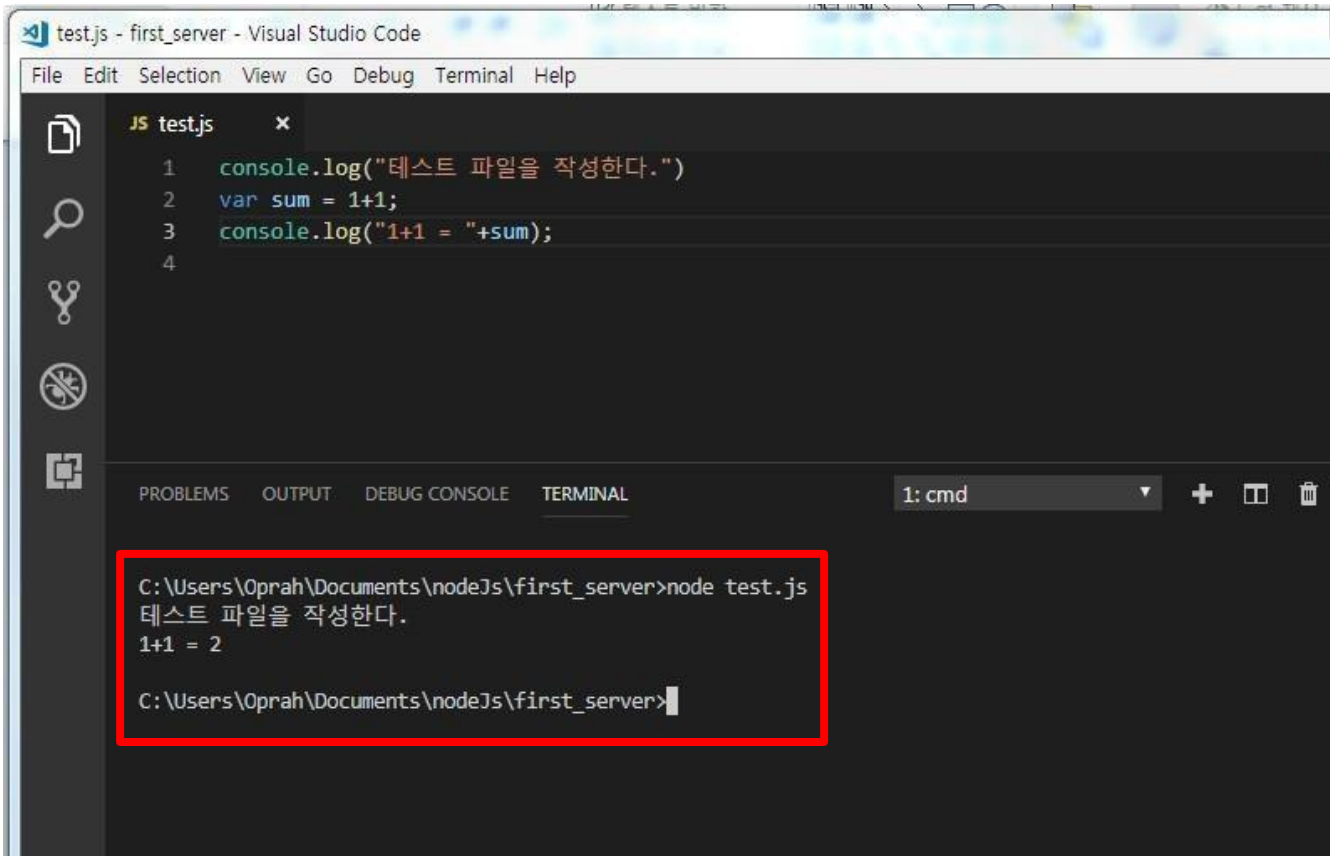 test.js - first_server - Visual Studio Code
File Edit Selection View Go Debug Terminal Help
JS test.js ×
1 console.log("테스트 파일을 작성한다.")
2 var sum = 1+1;
3 console.log("1+1 = "+sum);
4
PROBLEMS OUTPUT DEBUG CONSOLE TERMINAL 1: cmd
C:\Users\Oprah\Documents\nodeJs\first_server>node test.js
테스트 파일을 작성한다.
1+1 = 2
C:\Users\Oprah\Documents\nodeJs\first_server>